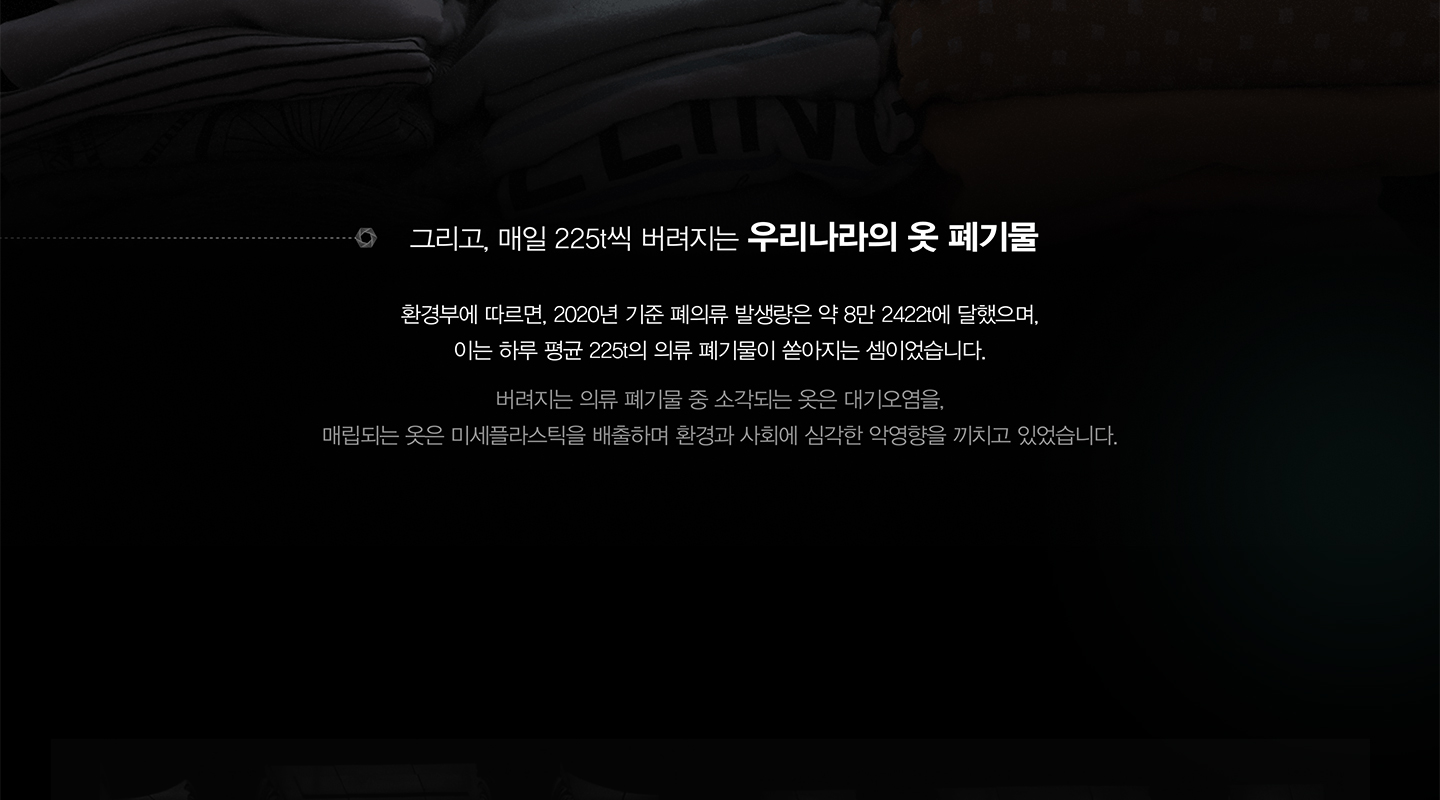 ELING
그리고, 매일 225t씩 버려지는 우리나라의 옷 폐기물
환경부에 따르면, 2020년 기준 폐의류 발생량은 약 8만 2422t에 달했으며,
이는 하루 평균 225t의 의류 폐기물이 쏟아지는 셈이었습니다.
버려지는 의류 폐기물 중 소각되는 옷은 대기오염을,
매립되는 옷은 미세플라스틱을 배출하며 환경과 사회에 심각한 악영향을 끼치고 있었습니다.